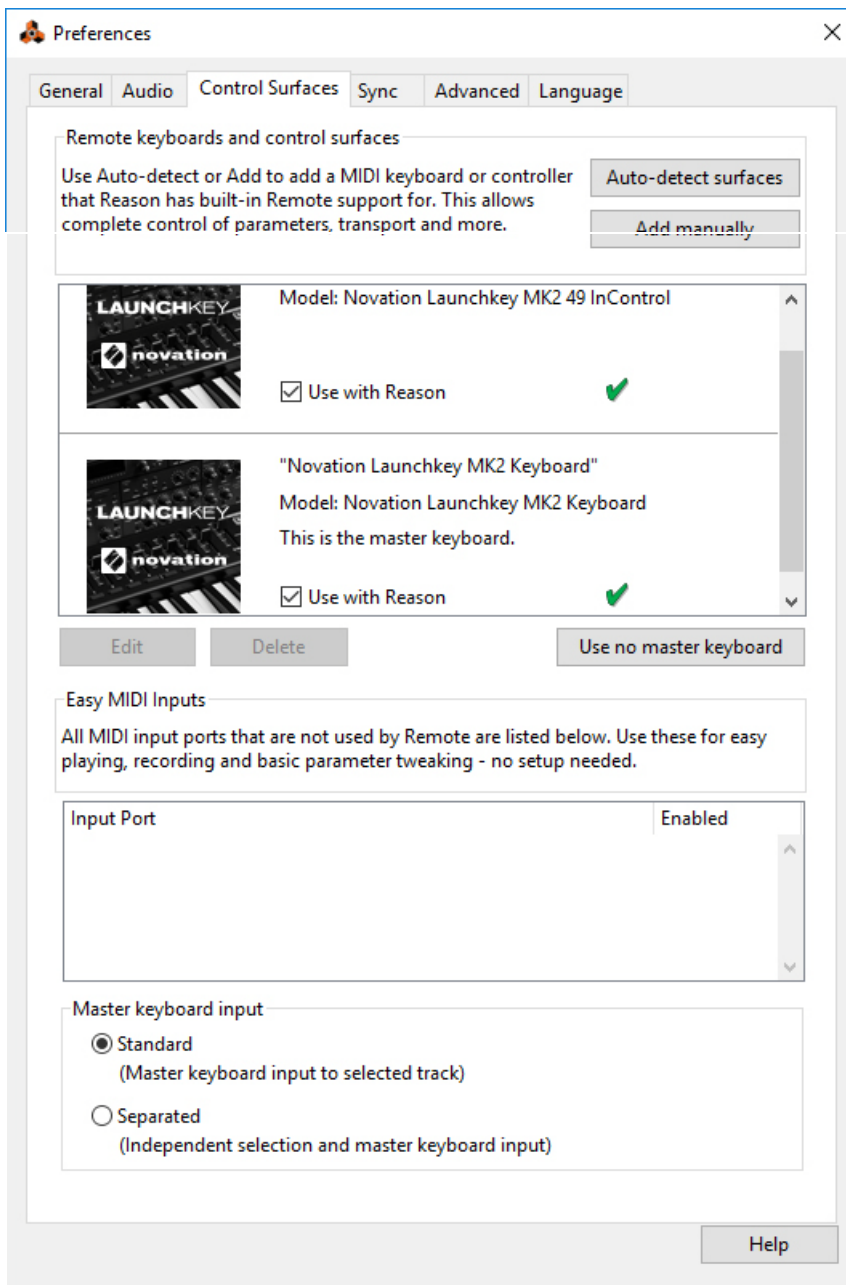 Preferences
General Audio Control Surfaces Sync Advanced Language
Remote keyboards and control surfaces
Use Auto-detect or Add to add a MIDI keyboard or controller
that Reason has built-in Remote support for. This allows
complete control of parameters, transport and more.
Auto-detect surfaces
Add manually
LAUNCHKEY
novation
Model: Novation Launchkey MK2 49 InControl
Use with Reason
LAUNCHKEY
novation
"Novation Launchkey MK2 Keyboard"
Model: Novation Launchkey MK2 Keyboard
This is the master keyboard.
Use with Reason
Edit Delete Use no master keyboard
Easy MIDI Inputs
All MIDI input ports that are not used by Remote are listed below. Use these for easy
playing, recording and basic parameter tweaking - no setup needed.
Input Port Enabled
Master keyboard input
Standard
(Master keyboard input to selected track)
Separated
(Independent selection and master keyboard input)
Help